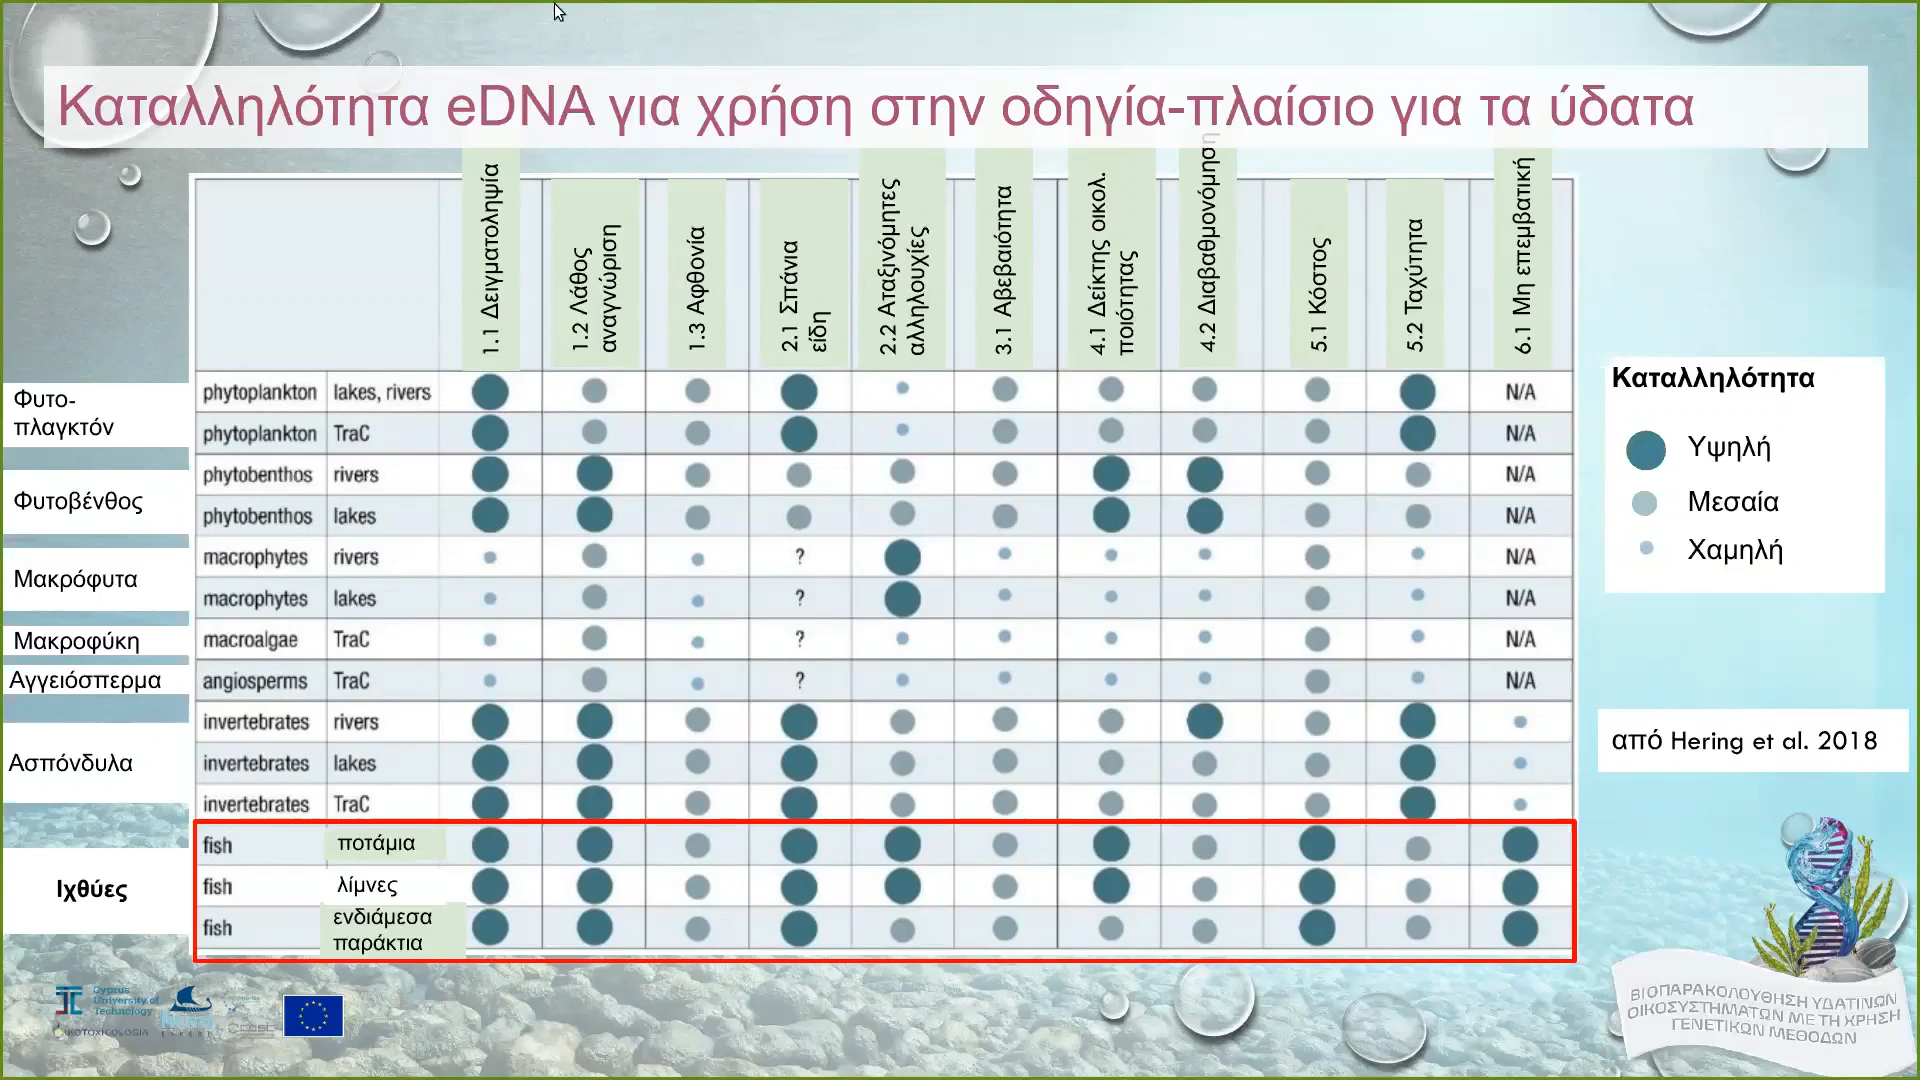 Καταλληλότητα eDNA για χρήση στην οδηγία-πλαίσιο για τα ύδατα
1.1 Δειγματοληψία
1.2 Λάθος
αναγνώριση
1.3 Αφθονία
2.1 Σπάνια
είδη
2.2 Αταξινόμητες
αλληλουχίες
3.1 Αβεβαιότητα
4.1 Δείκτης οικολ.
ποιότητας
4.2 Διαβαθμονόμηση
5.1 Κόστος
5.2 Ταχύτητα
6.1 Μη επεμβατική
Φυτο-
πλαγκτόν
phytoplankton lakes, rivers N/A
phytoplankton TraC N/A
Φυτοβένθος
phytobenthos rivers N/A
phytobenthos lakes N/A
Μακρόφυτα
macrophytes rivers ? N/A
macrophytes lakes ? N/A
Μακροφύκη
macroalgae TraC ? N/A
Αγγειόσπερμα
angiosperms TraC ? N/A
Ασπόνδυλα
invertebrates rivers
invertebrates lakes
invertebrates TraC
Ιχθύες
fish ποτάμια
fish λίμνες
fish ενδιάμεσα
παράκτια
Καταλληλότητα
Υψηλή
Μεσαία
Χαμηλή
από Hering et al. 2018
Cyprus
University of
Technology
ΒΙΟΠΑΡΑΚΟΛΟΥΘΗΣΗ ΥΔΑΤΙΝΩΝ
ΟΙΚΟΣΥΣΤΗΜΑΤΩΝ ΜΕ ΤΗ ΧΡΗΣΗ
ΓΕΝΕΤΙΚΩΝ ΜΕΘΟΔΩΝ